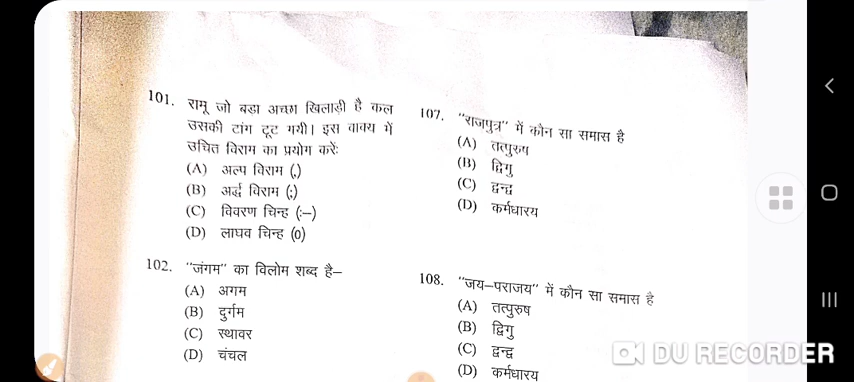 101. रामू जो बडा अच्छा खिलाड़ी है कल
उसकी टांग टूट गयी। इस वाक्य में
उचित विराम का प्रयोग करेंः
(A) अल्प विराम (,)
(B) अर्द्ध विराम (;)
(C) विवरण चिन्ह (:–)
(D) लाघव चिन्ह (0)
102. "जंगम" का विलोम शब्द है–
(A) अगम
(B) दुर्गम
(C) स्थावर
(D) चंचल
107. "राजपुत्र" में कौन सा समास है
(A) तत्पुरुष
(B) द्विगु
(C) द्वन्द्व
(D) कर्मधारय
108. "जय–पराजय" में कौन सा समास है
(A) तत्पुरुष
(B) द्विगु
(C) द्वन्द्व
(D) कर्मधारय
DU RECORDER